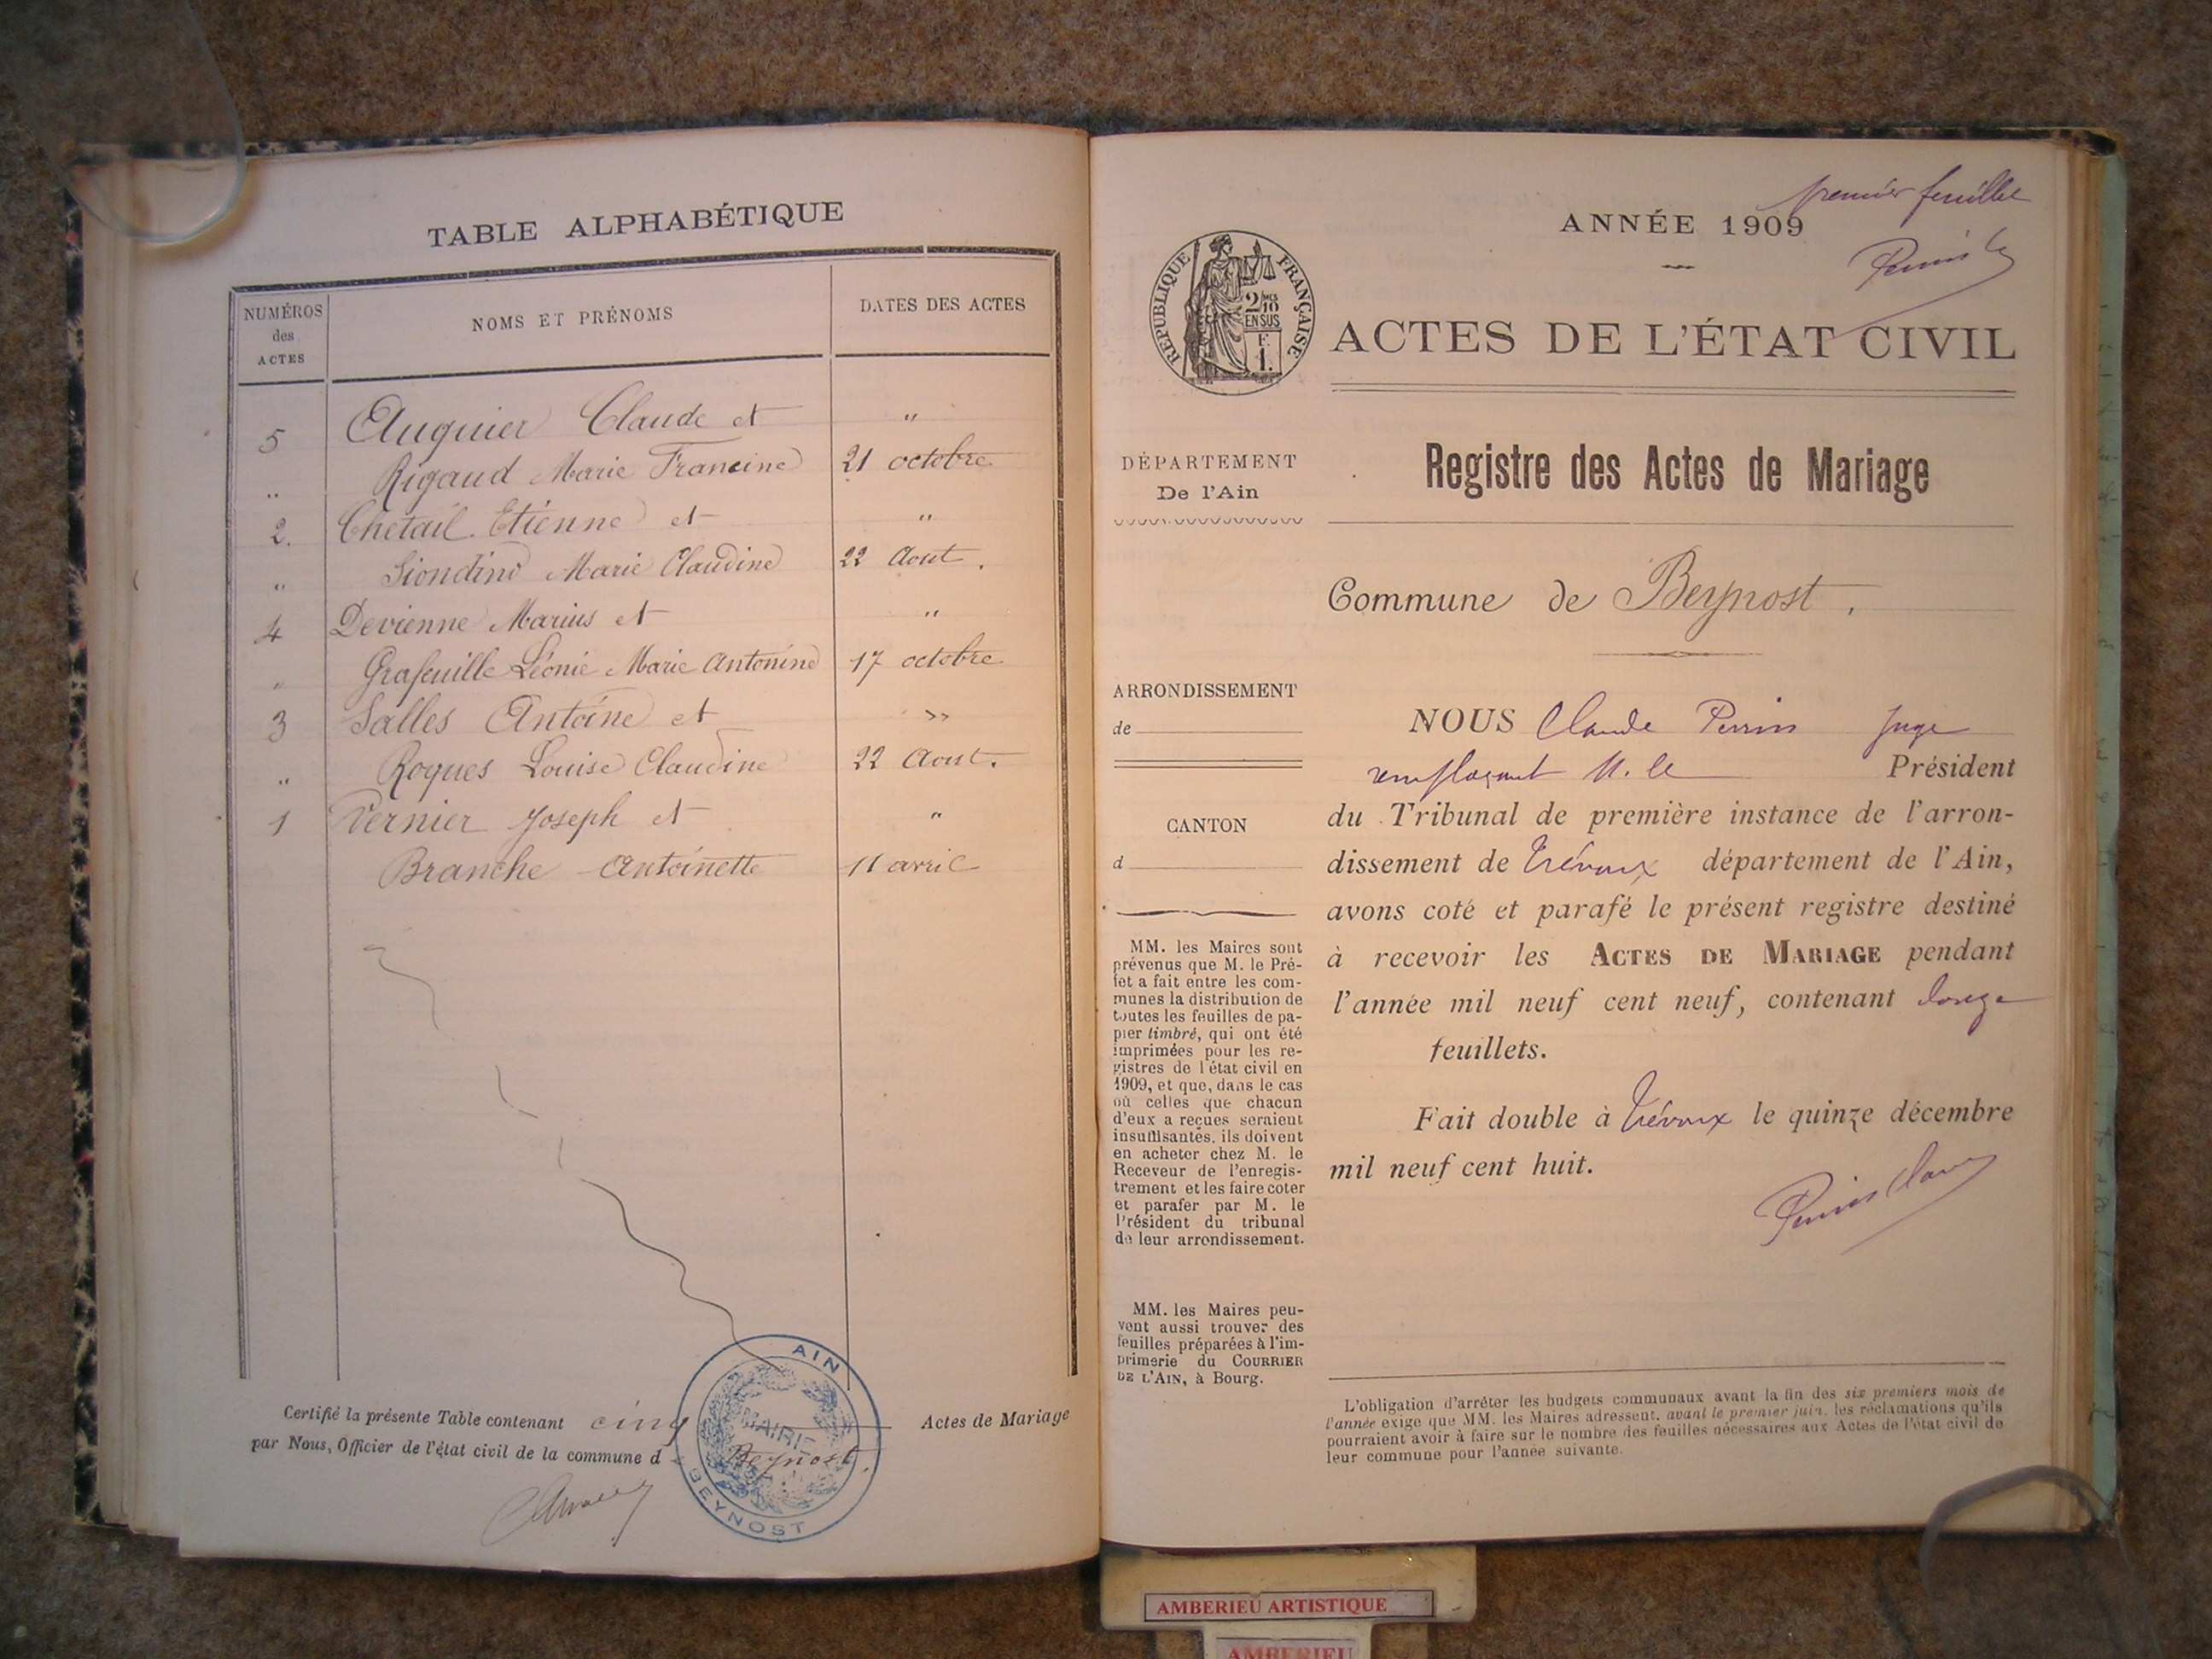 TABLE ALPHABÉTIQUE
NUMÉROS des ACTES
NOMS ET PRÉNOMS
DATES DES ACTES
5 Auguier Claude et "
" Rigaud Marie Francine 21 octobre
2. Chetail Etienne et "
" Siondino Marie Claudine 22 Aout.
4 Devienne Marius et "
" Grafeuille Léonie Marie Antonine 17 octobre
3 Salles Antoine et "
" Roques Louise Claudine 22 Aout.
1 Vernier Joseph et "
Branche Antoinette 11 avril
Certifié la présente Table contenant cinq Actes de Mariage
par Nous, Officier de l'état civil de la commune de Beynost.
AIN
MAIRIE
BEYNOST
premier feuillet
ANNÉE 1909
RÉPUBLIQUE FRANÇAISE
2/10 MES
EN SUS
F.
1.
ACTES DE L'ÉTAT CIVIL
DÉPARTEMENT
De l'Ain
Registre des Actes de Mariage
Commune de Beynost.
ARRONDISSEMENT
de
CANTON
d
MM. les Maires sont
prévenus que M. le Pré-
fet a fait entre les com-
munes la distribution de
toutes les feuilles de pa-
pier timbré, qui ont été
imprimées pour les re-
gistres de l'état civil en
1909, et que, dans le cas
où celles que chacun
d'eux a reçues seraient
insuffisantes, ils doivent
en acheter chez M. le
Receveur de l'enregis-
trement et les faire coter
et parafer par M. le
Président du tribunal
de leur arrondissement.
MM. les Maires peu-
vent aussi trouver des
feuilles préparées à l'im-
primerie du COURRIER
DE L'AIN, à Bourg.
NOUS Claude Perrin Juge
remplaçant M. le Président
du Tribunal de première instance de l'arron-
dissement de Trévoux département de l'Ain,
avons coté et parafé le présent registre destiné
à recevoir les ACTES DE MARIAGE pendant
l'année mil neuf cent neuf, contenant douze
feuillets.
Fait double à Trévoux le quinze décembre
mil neuf cent huit.
L'obligation d'arrêter les budgets communaux avant la fin des six premiers mois de
l'année exige que MM. les Maires adressent, avant le premier juin, les réclamations qu'ils
pourraient avoir à faire sur le nombre des feuilles nécessaires aux Actes de l'état civil de
leur commune pour l'année suivante.
AMBERIEU ARTISTIQUE
AMBERIEU